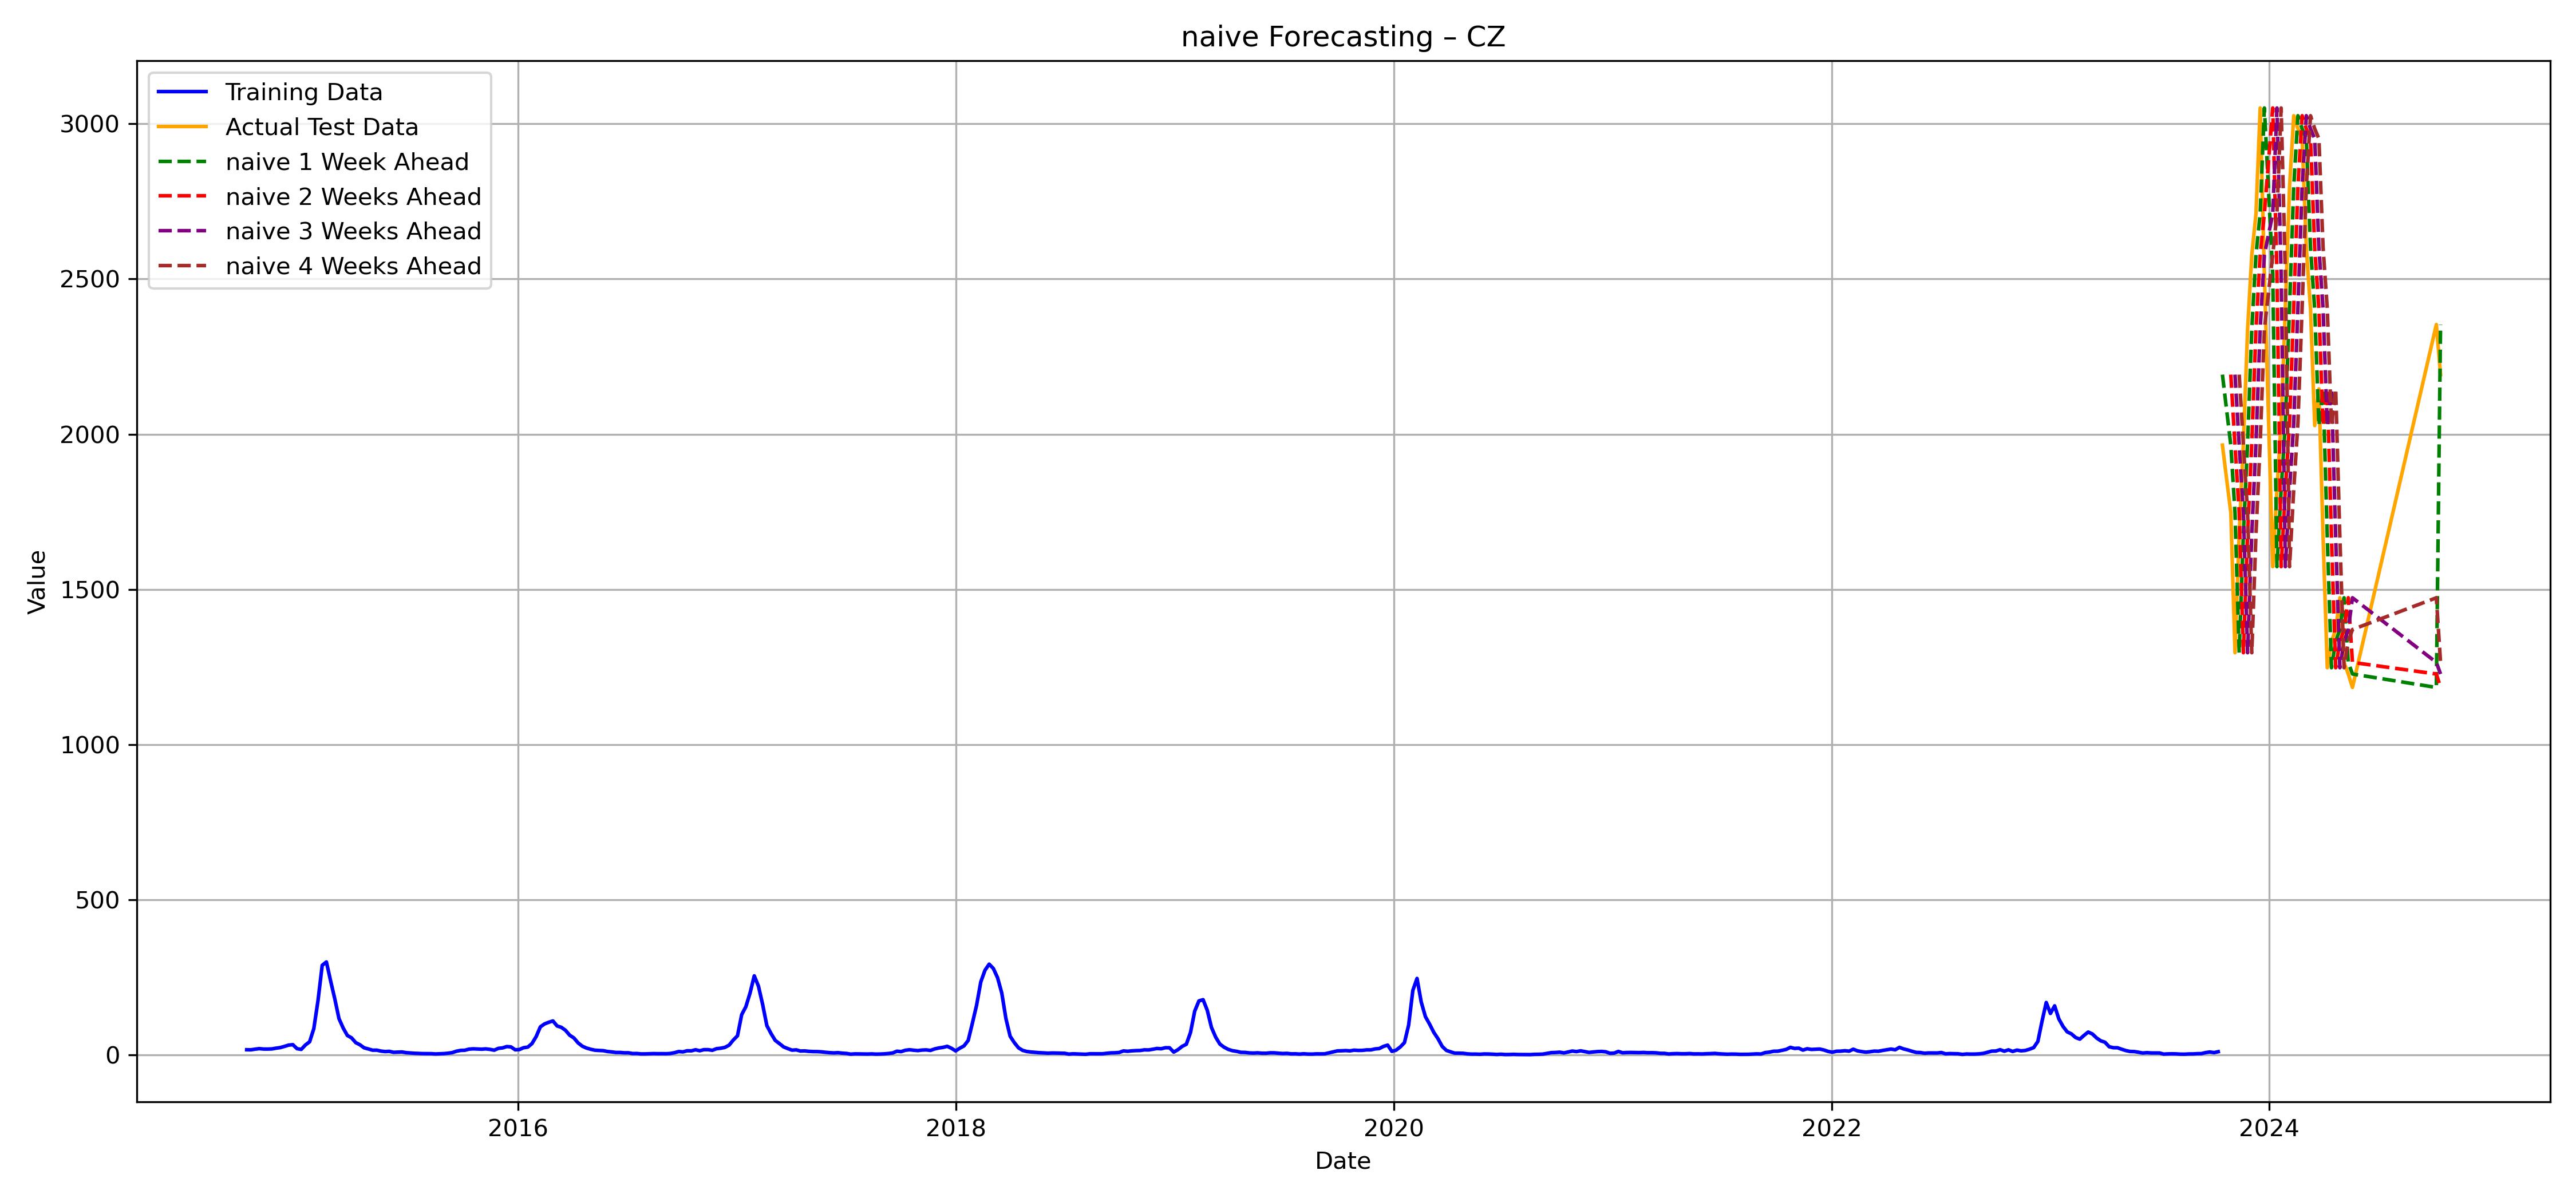 naive Forecasting – CZ
Training Data
Actual Test Data
naive 1 Week Ahead
naive 2 Weeks Ahead
naive 3 Weeks Ahead
naive 4 Weeks Ahead
3000
2500
2000
1500
1000
500
0
Value
2016
2018
2020
2022
2024
Date